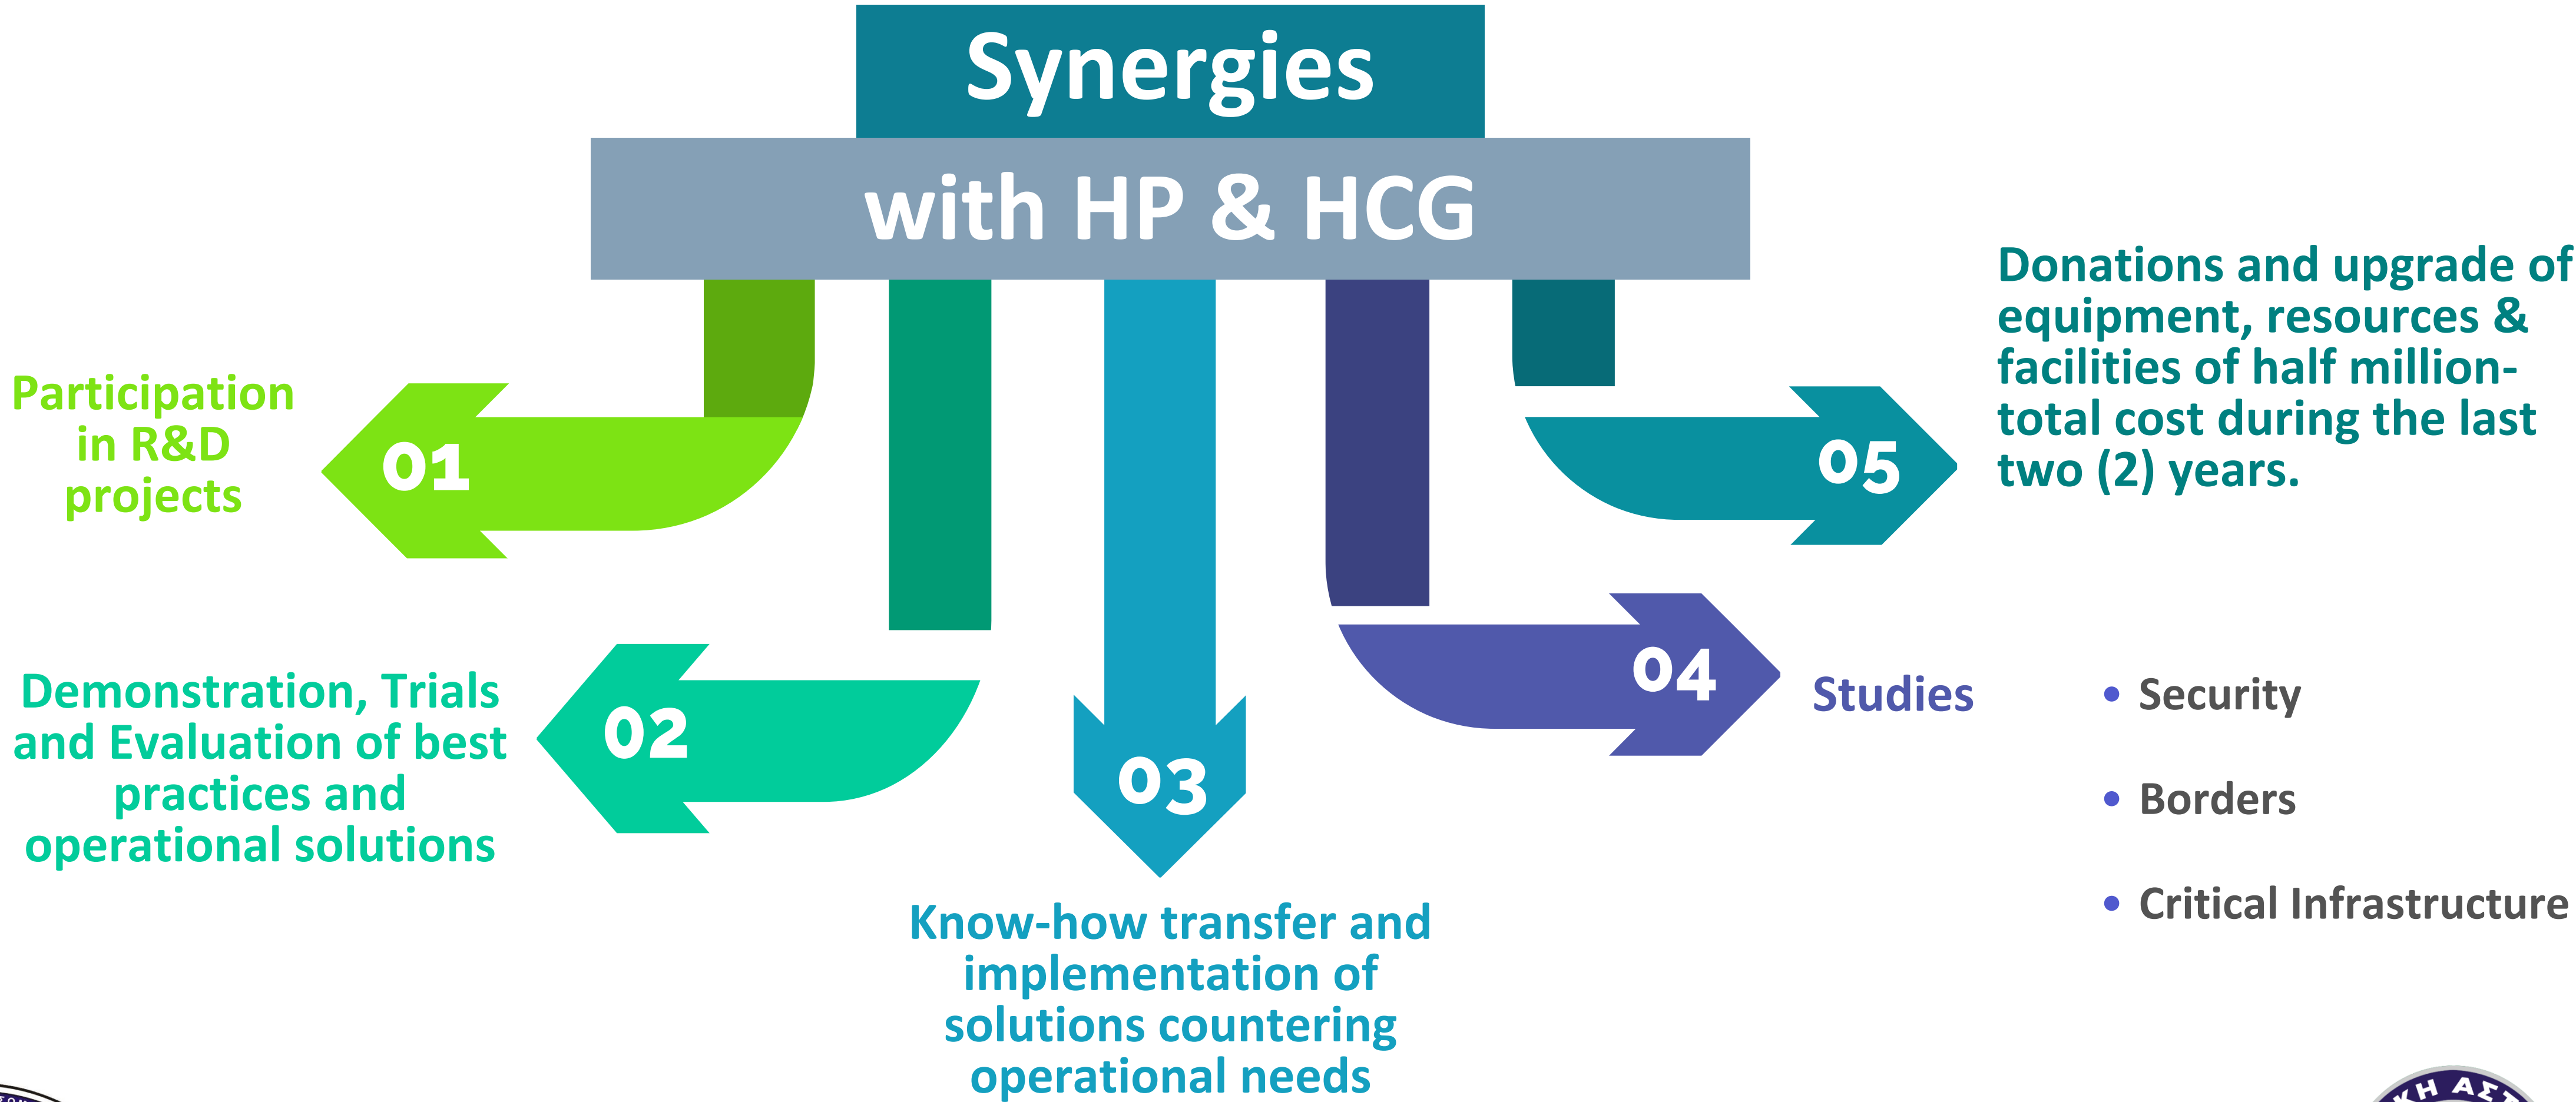 Synergies
with HP & HCG
Participation
in R&D
projects
01
Demonstration, Trials
and Evaluation of best
practices and
operational solutions
02
03
Know-how transfer and
implementation of
solutions countering
operational needs
04
Studies
• Security
• Borders
• Critical Infrastructure
05
Donations and upgrade of
equipment, resources &
facilities of half million-
total cost during the last
two (2) years.